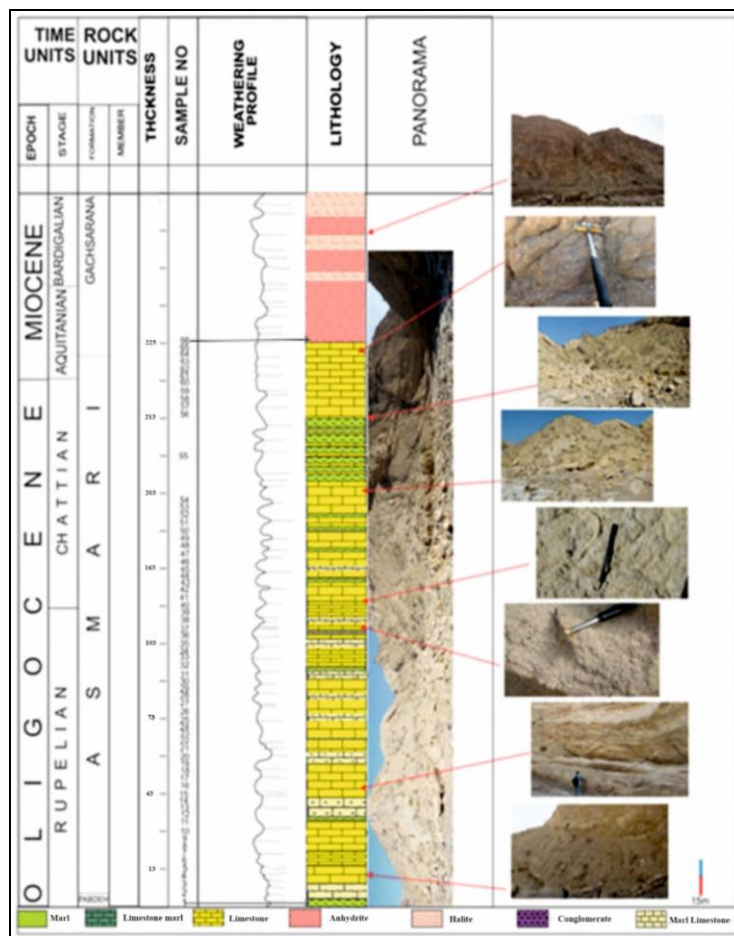 TIME UNITS
ROCK UNITS
EPOCH
STAGE
FORMATION
MEMBER
THCKNESS
SAMPLE NO
WEATHERING PROFILE
LITHOLOGY
PANORAMA
MIOCENE
OLIGOCENE
BARDIGALIAN
AQUITANIAN
CHATTIAN
RUPELIAN
GACHSARANA
ASMARI
PABDEH
225
215
205
165
105
75
45
15
15m
Marl
Limestone marl
Limestone
Anhydrite
Halite
Conglomerate
Marl Limestone